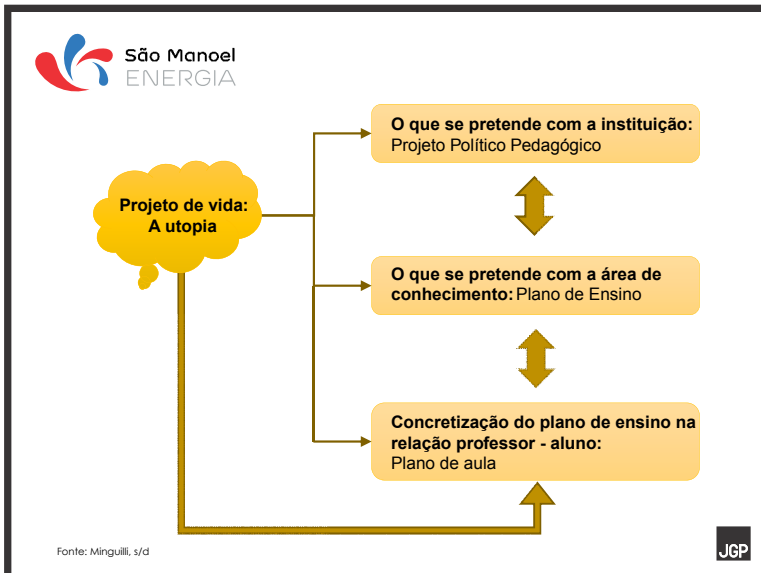 São Manoel
ENERGIA
O que se pretende com a instituição:
Projeto Político Pedagógico
Projeto de vida:
A utopia
O que se pretende com a área de
conhecimento: Plano de Ensino
Concretização do plano de ensino na
relação professor - aluno:
Plano de aula
Fonte: Minguilli, s/d
JGP